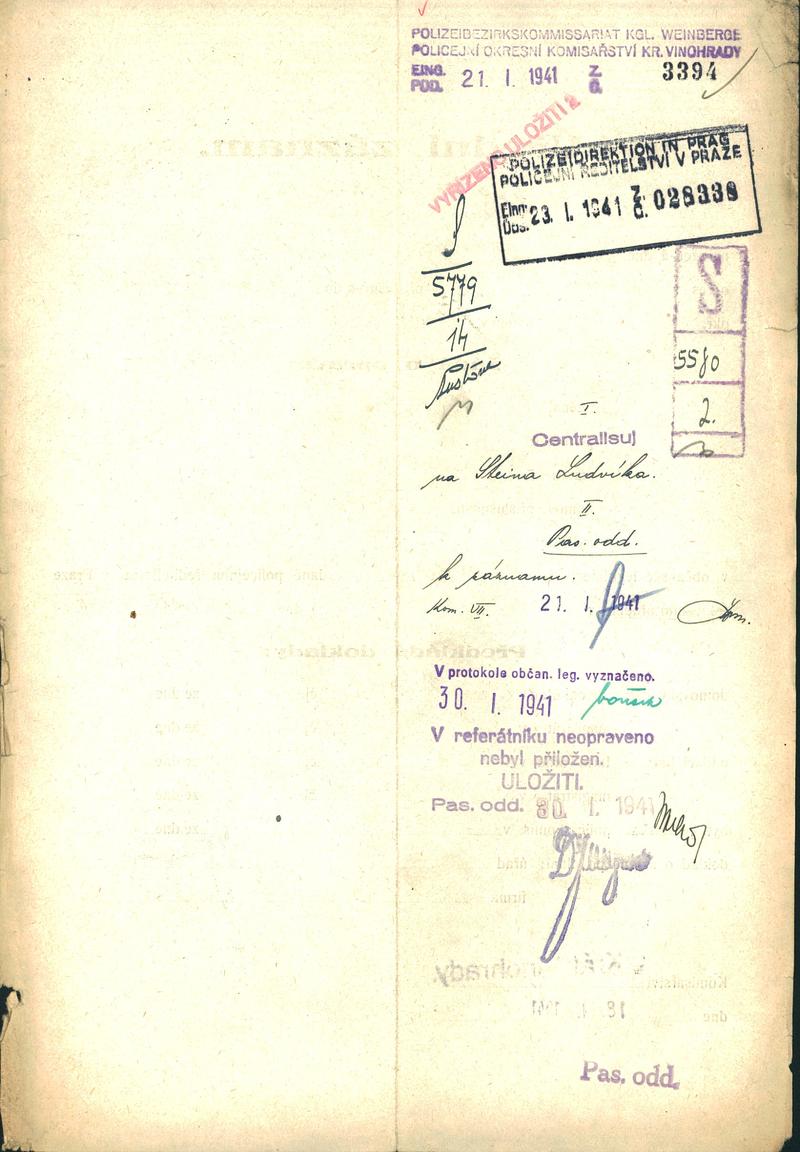 POLIZEIBEZIRKSKOMMISSARIAT KGL. WEINBERGE
POLICEJNÍ OKRESNÍ KOMISAŘSTVÍ KR. VINOHRADY
EING. POD. 21. I. 1941 Z. Č. 3394
VYŘÍZENO ULOŽITI
POLIZEIDIREKTION IN PRAG
POLICEJNÍ ŘEDITELSTVÍ V PRAZE
Eing. Dos. 23. I. 1941 Z. Č. 028338
S
5779
14
S
5580
2.
I.
Centralisuj
na Steina Ludvíka.
II.
Pas. odd.
k záznamu.
Kom. VII. 21. I. 1941
V protokole občan. leg. vyznačeno.
30. I. 1941
V referátníku neopraveno
nebyl přiložen.
ULOŽITI.
Pas. odd. 30. I. 1941
Pas. odd.